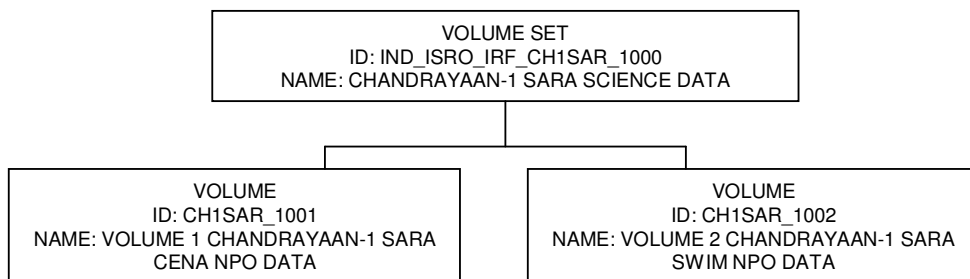 VOLUME SET
ID: IND_ISRO_IRF_CH1SAR_1000
NAME: CHANDRAYAAN-1 SARA SCIENCE DATA
VOLUME
ID: CH1SAR_1001
NAME: VOLUME 1 CHANDRAYAAN-1 SARA
CENA NPO DATA
VOLUME
ID: CH1SAR_1002
NAME: VOLUME 2 CHANDRAYAAN-1 SARA
SWIM NPO DATA